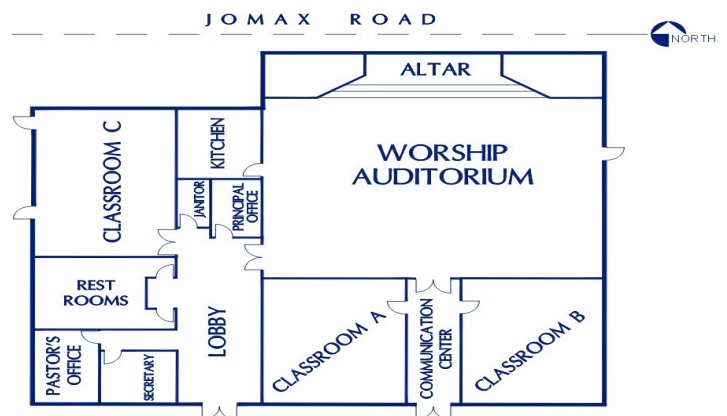 JOMAX ROAD
NORTH
ALTAR
WORSHIP
AUDITORIUM
KITCHEN
CLASSROOM C
JANITOR
PRINCIPAL
OFFICE
REST
ROOMS
LOBBY
PASTOR'S
OFFICE
SECRETARY
CLASSROOM A
COMMUNICATION
CENTER
CLASSROOM B